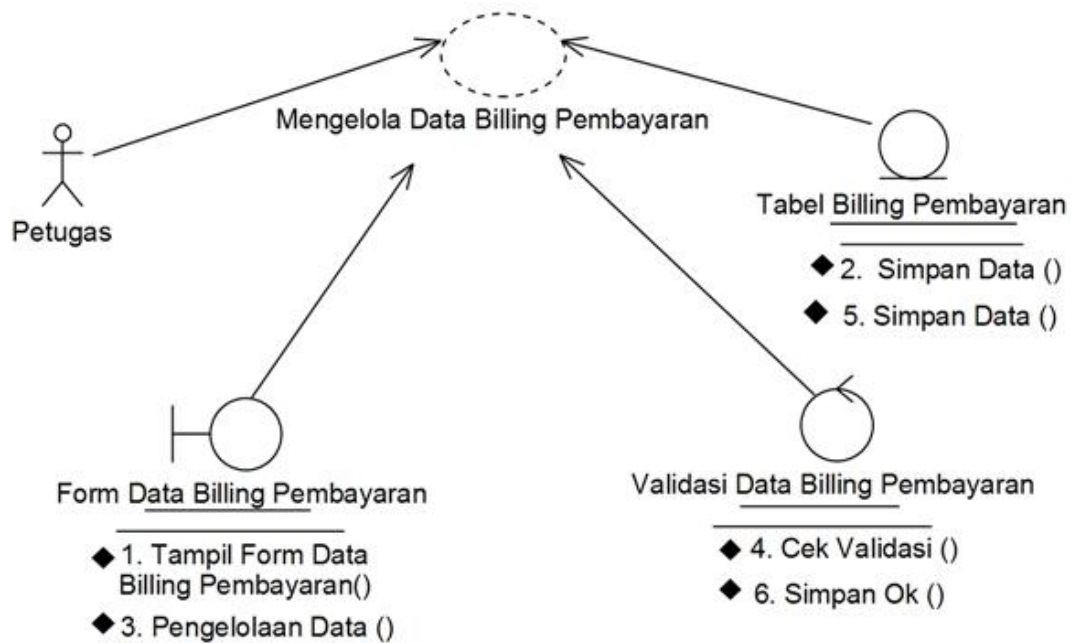 Mengelola Data Billing Pembayaran
Petugas
Tabel Billing Pembayaran
2. Simpan Data ()
5. Simpan Data ()
Form Data Billing Pembayaran
1. Tampil Form Data
Billing Pembayaran()
3. Pengelolaan Data ()
Validasi Data Billing Pembayaran
4. Cek Validasi ()
6. Simpan Ok ()